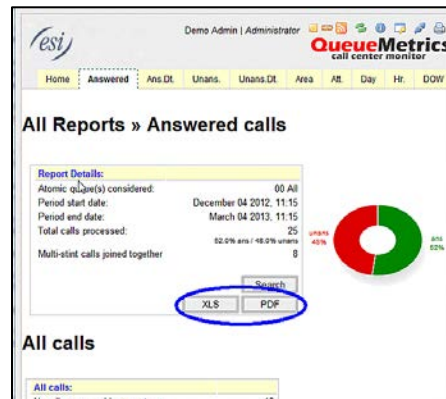 esi
Demo Admin | Administrator
QueueMetrics
call center monitor
Home Answered Ans.Dt. Unans. Unans.Dt. Area Att. Day Hr. DOW
All Reports » Answered calls
Report Details:
Atomic queue(s) considered: 00 All
Period start date: December 04 2012, 11:15
Period end date: March 04 2013, 11:15
Total calls processed: 25
52.0% ans / 48.0% unans
Multi-stint calls joined together 8
unans
48%
ans
52%
Search
XLS PDF
All calls
All calls: